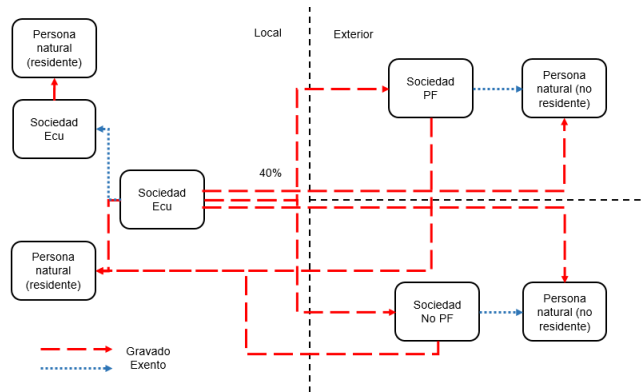 Persona
natural
(residente)
Local
Exterior
Sociedad
PF
Persona
natural (no
residente)
Sociedad
Ecu
40%
Sociedad
Ecu
Persona
natural
(residente)
Sociedad
No PF
Persona
natural (no
residente)
Gravado
Exento